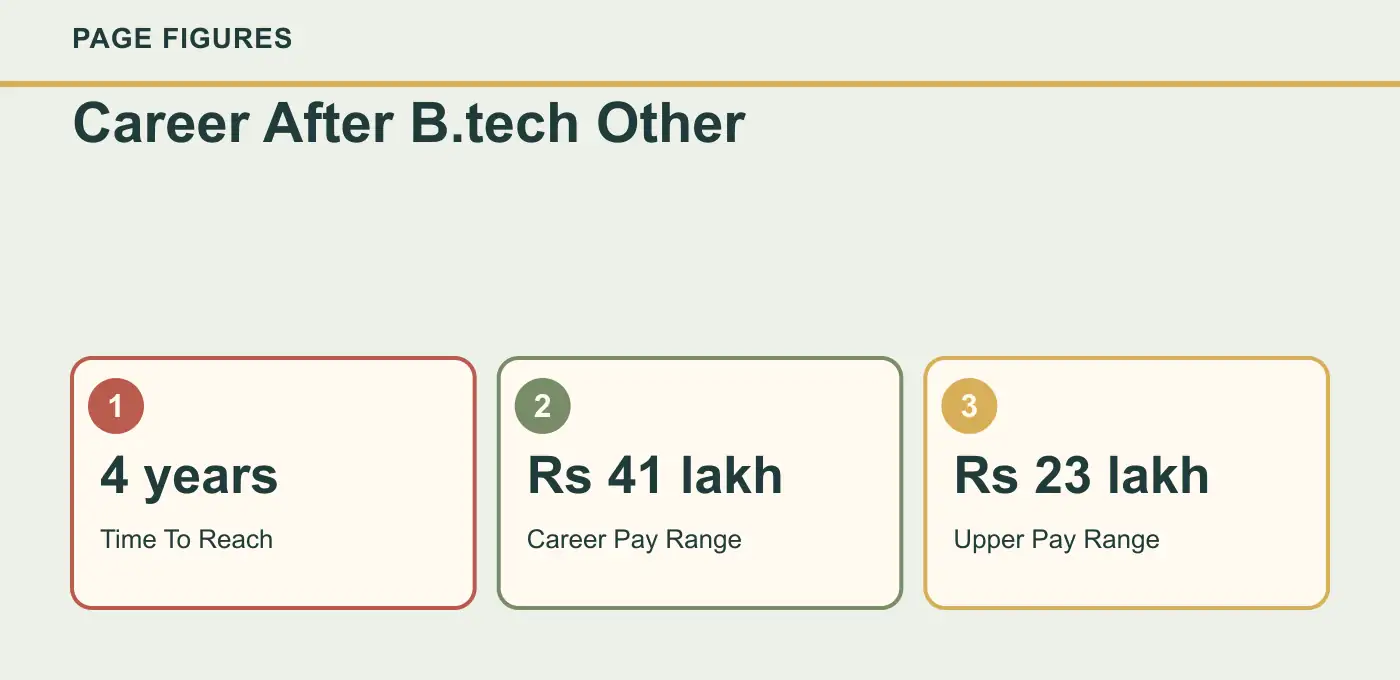 PAGE FIGURES
Career After B.tech Other
1
4 years
Time To Reach
2
Rs 41 lakh
Career Pay Range
3
Rs 23 lakh
Upper Pay Range